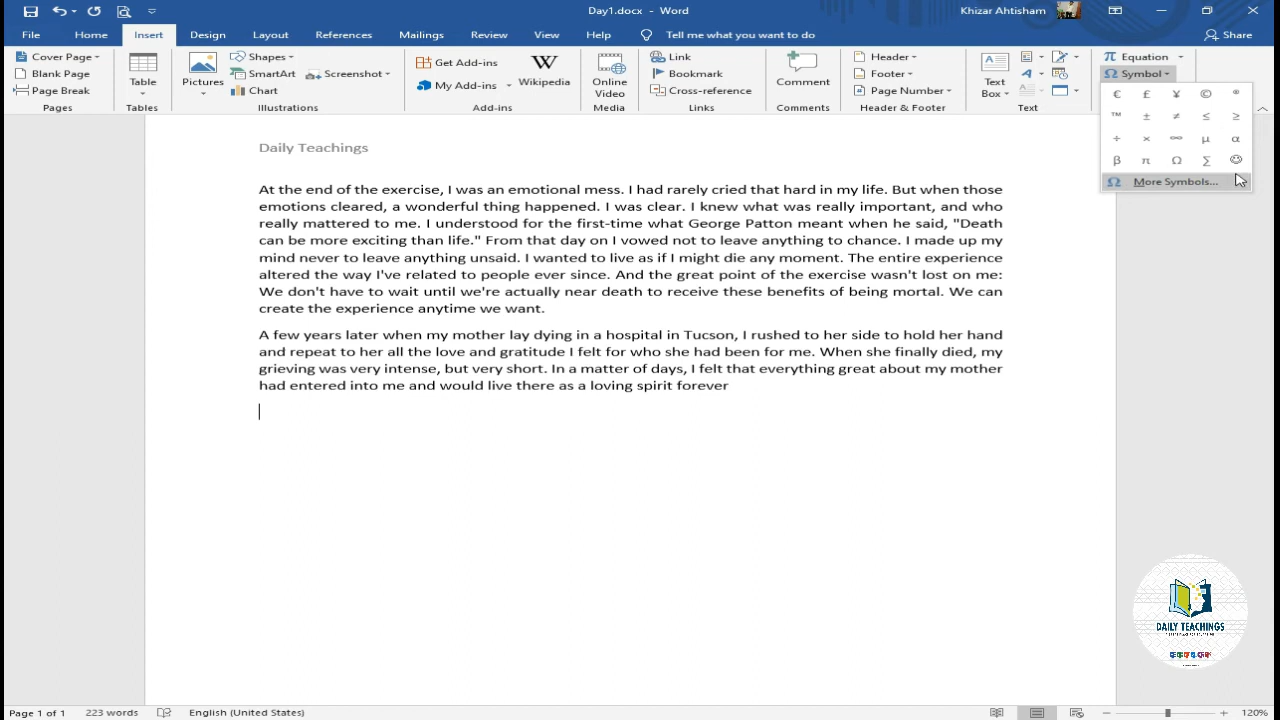 Day1.docx - Word
Khizar Ahtisham
File Home Insert Design Layout References Mailings Review View Help Tell me what you want to do Share
Cover Page
Blank Page
Page Break
Pages
Table
Tables
Pictures
Shapes
SmartArt
Chart
Screenshot
Illustrations
Get Add-ins
My Add-ins
Wikipedia
Add-ins
Online
Video
Media
Link
Bookmark
Cross-reference
Links
Comment
Comments
Header
Footer
Page Number
Header & Footer
Text
Box
Text
Equation
Symbol
€ £ ¥ © °
™ ± ≠ ≤ ≥
÷ × ∞ µ α
β π Ω ∑ ☺
More Symbols...
Daily Teachings
At the end of the exercise, I was an emotional mess. I had rarely cried that hard in my life. But when those
emotions cleared, a wonderful thing happened. I was clear. I knew what was really important, and who
really mattered to me. I understood for the first-time what George Patton meant when he said, "Death
can be more exciting than life." From that day on I vowed not to leave anything to chance. I made up my
mind never to leave anything unsaid. I wanted to live as if I might die any moment. The entire experience
altered the way I've related to people ever since. And the great point of the exercise wasn't lost on me:
We don't have to wait until we're actually near death to receive these benefits of being mortal. We can
create the experience anytime we want.
A few years later when my mother lay dying in a hospital in Tucson, I rushed to her side to hold her hand
and repeat to her all the love and gratitude I felt for who she had been for me. When she finally died, my
grieving was very intense, but very short. In a matter of days, I felt that everything great about my mother
had entered into me and would live there as a loving spirit forever
DAILY TEACHINGS
Page 1 of 1 223 words English (United States) 120%